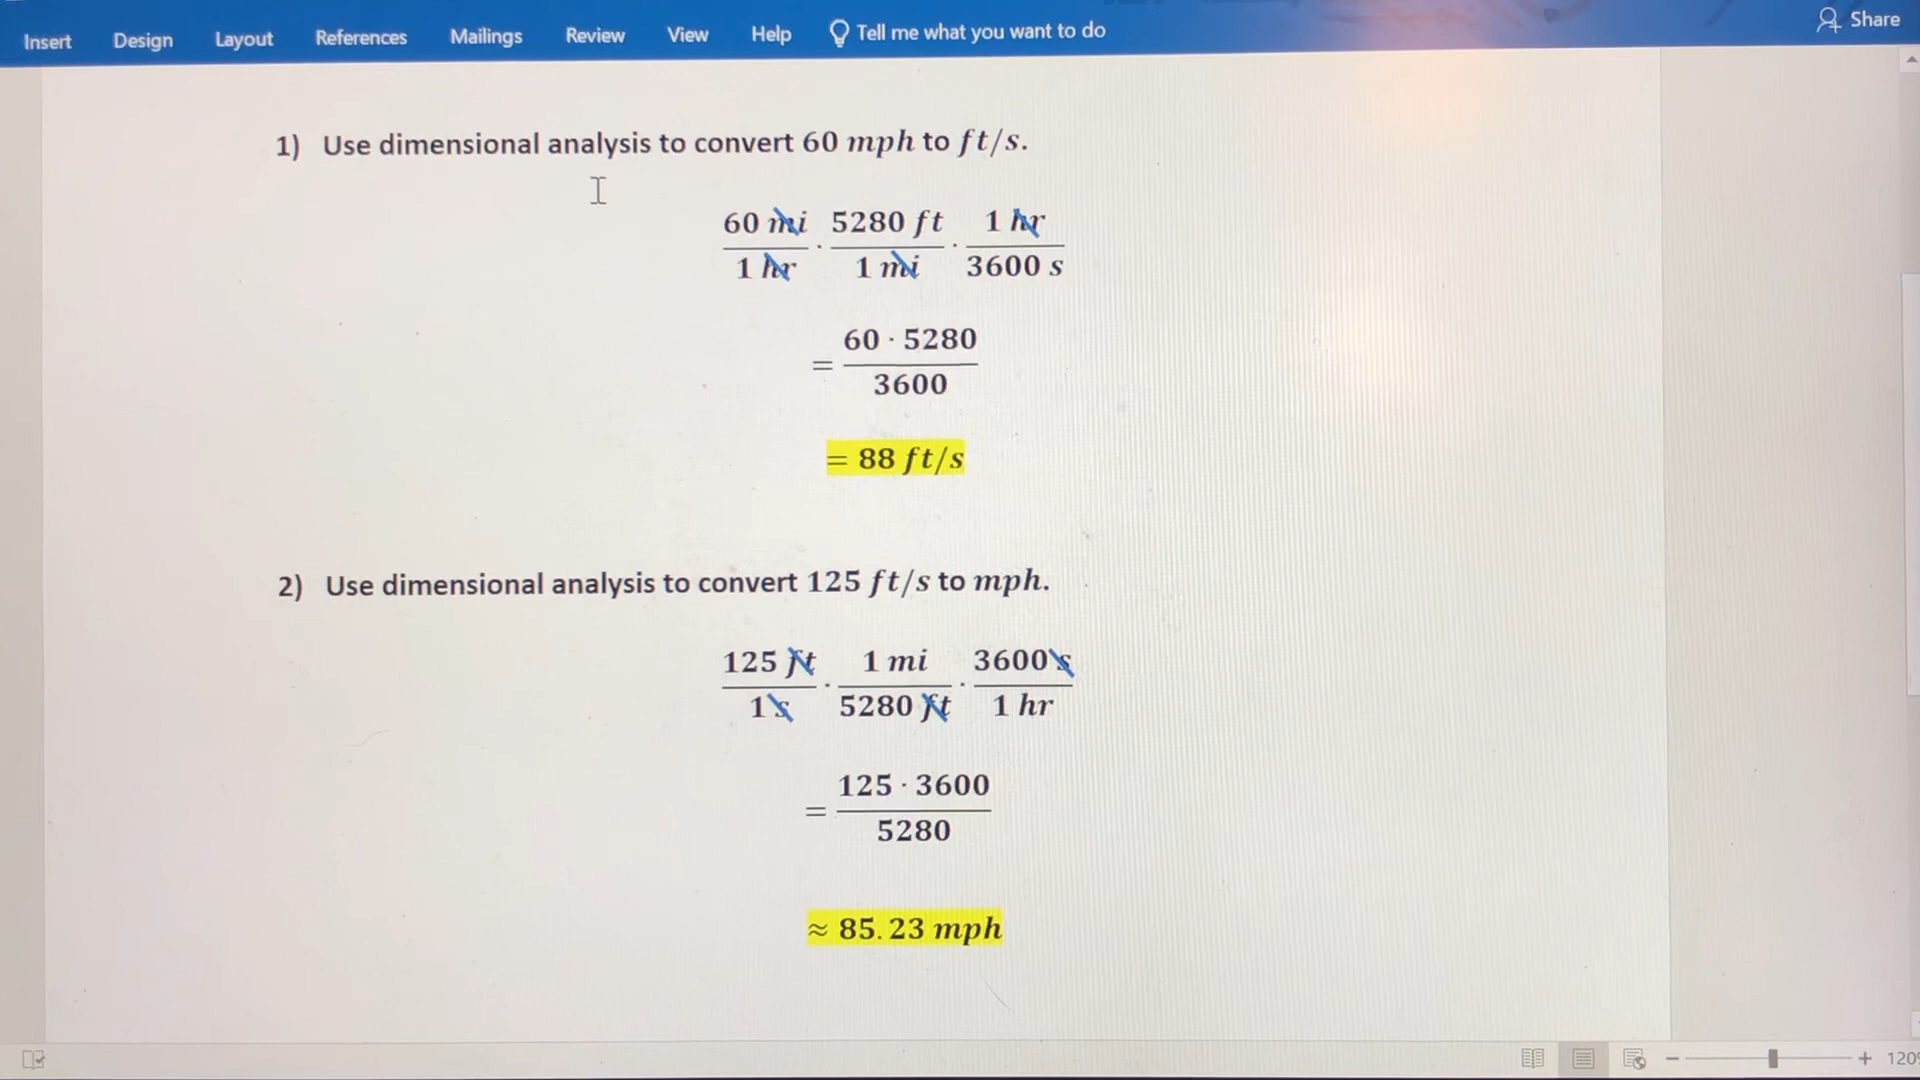 Insert Design Layout References Mailings Review View Help Tell me what you want to do Share
1) Use dimensional analysis to convert 60 mph to ft/s.
60 mi/1 hr · 5280 ft/1 mi · 1 hr/3600 s
= 60 · 5280/3600
= 88 ft/s
2) Use dimensional analysis to convert 125 ft/s to mph.
125 ft/1 s · 1 mi/5280 ft · 3600 s/1 hr
= 125 · 3600/5280
≈ 85.23 mph